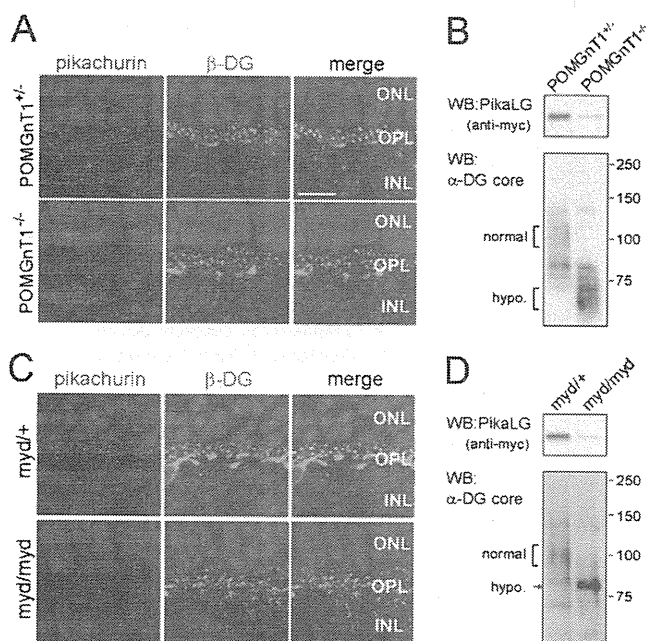 A
pikachurin β-DG merge
POMGnT1+/-
ONL
OPL
INL
POMGnT1-/-
ONL
OPL
INL
B
POMGnT1+/-
POMGnT1-/-
WB:PikaLG
(anti-myc)
WB:
α-DG core
250
150
normal
100
75
hypo.
C
pikachurin β-DG merge
myd/+
ONL
OPL
INL
myd/myd
ONL
OPL
INL
D
myd/+
myd/myd
WB:PikaLG
(anti-myc)
WB:
α-DG core
250
150
normal
100
hypo.
75